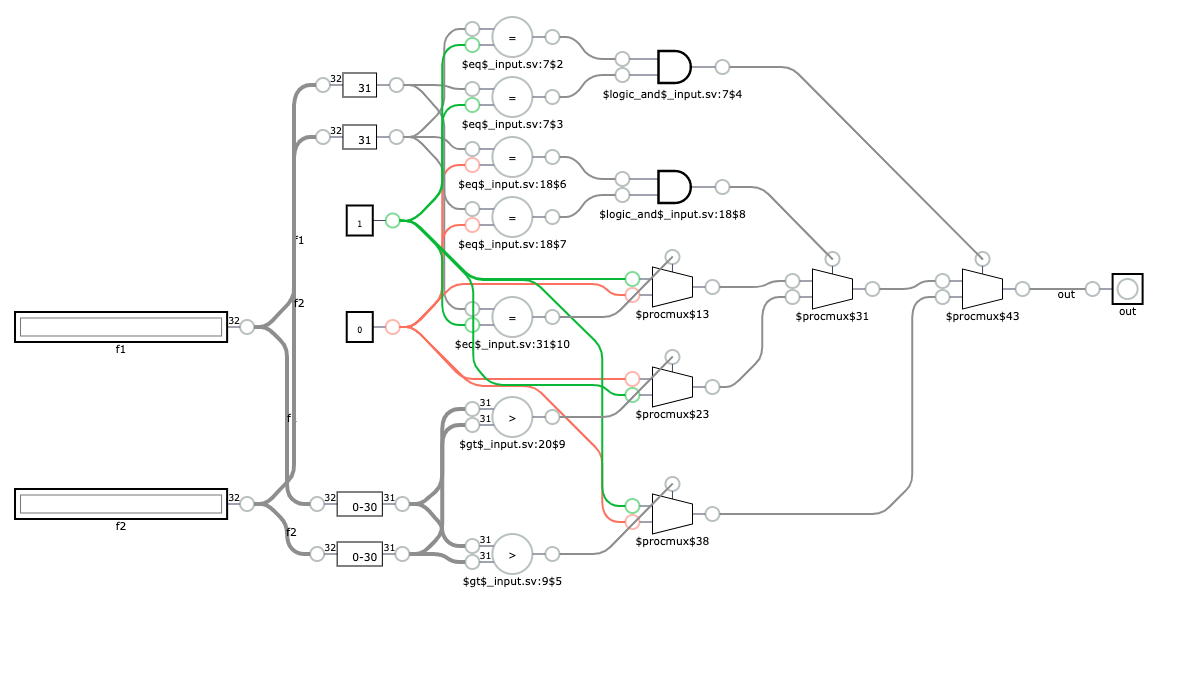 =
$eq$_input.sv:7$2
$logic_and$_input.sv:7$4
32
31
=
$eq$_input.sv:7$3
32
31
=
$eq$_input.sv:18$6
1
=
$eq$_input.sv:18$7
$logic_and$_input.sv:18$8
f1
f2
$procmux$13
$procmux$31
$procmux$43
out
out
32
f1
0
=
$eq$_input.sv:31$10
$procmux$23
f
31
31
>
$gt$_input.sv:20$9
32
f2
32
0-30
31
f2
32
0-30
31
31
31
>
$gt$_input.sv:9$5
$procmux$38